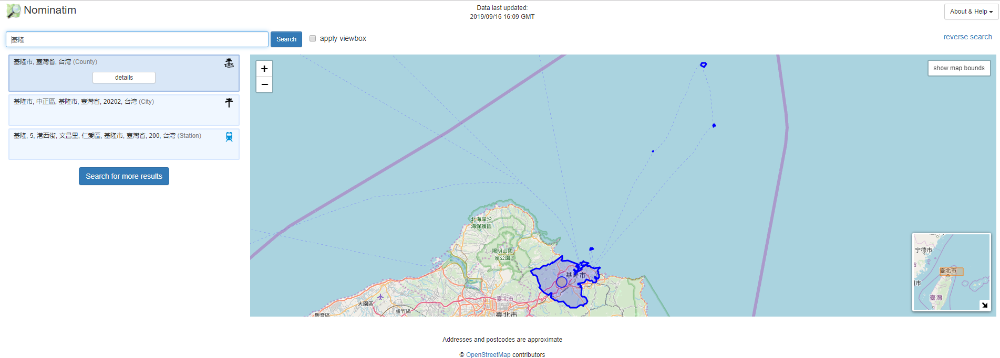 Nominatim
Data last updated:
2019/09/16 16:09 GMT
About & Help
基隆
Search
apply viewbox
reverse search
基隆市, 臺灣省, 台湾 (County)
details
基隆市, 中正區, 基隆市, 臺灣省, 20202, 台湾 (City)
基隆, 5, 港西街, 文昌里, 仁愛區, 基隆市, 臺灣省, 200, 台湾 (Station)
Search for more results
+
−
show map bounds
北海岸沿
海保護區
陽明山國
家公園
基隆市
大園區
蘆竹區
觀音區
臺北市
臺北市
宁德市
臺北市
州市
臺灣
Addresses and postcodes are approximate
© OpenStreetMap contributors